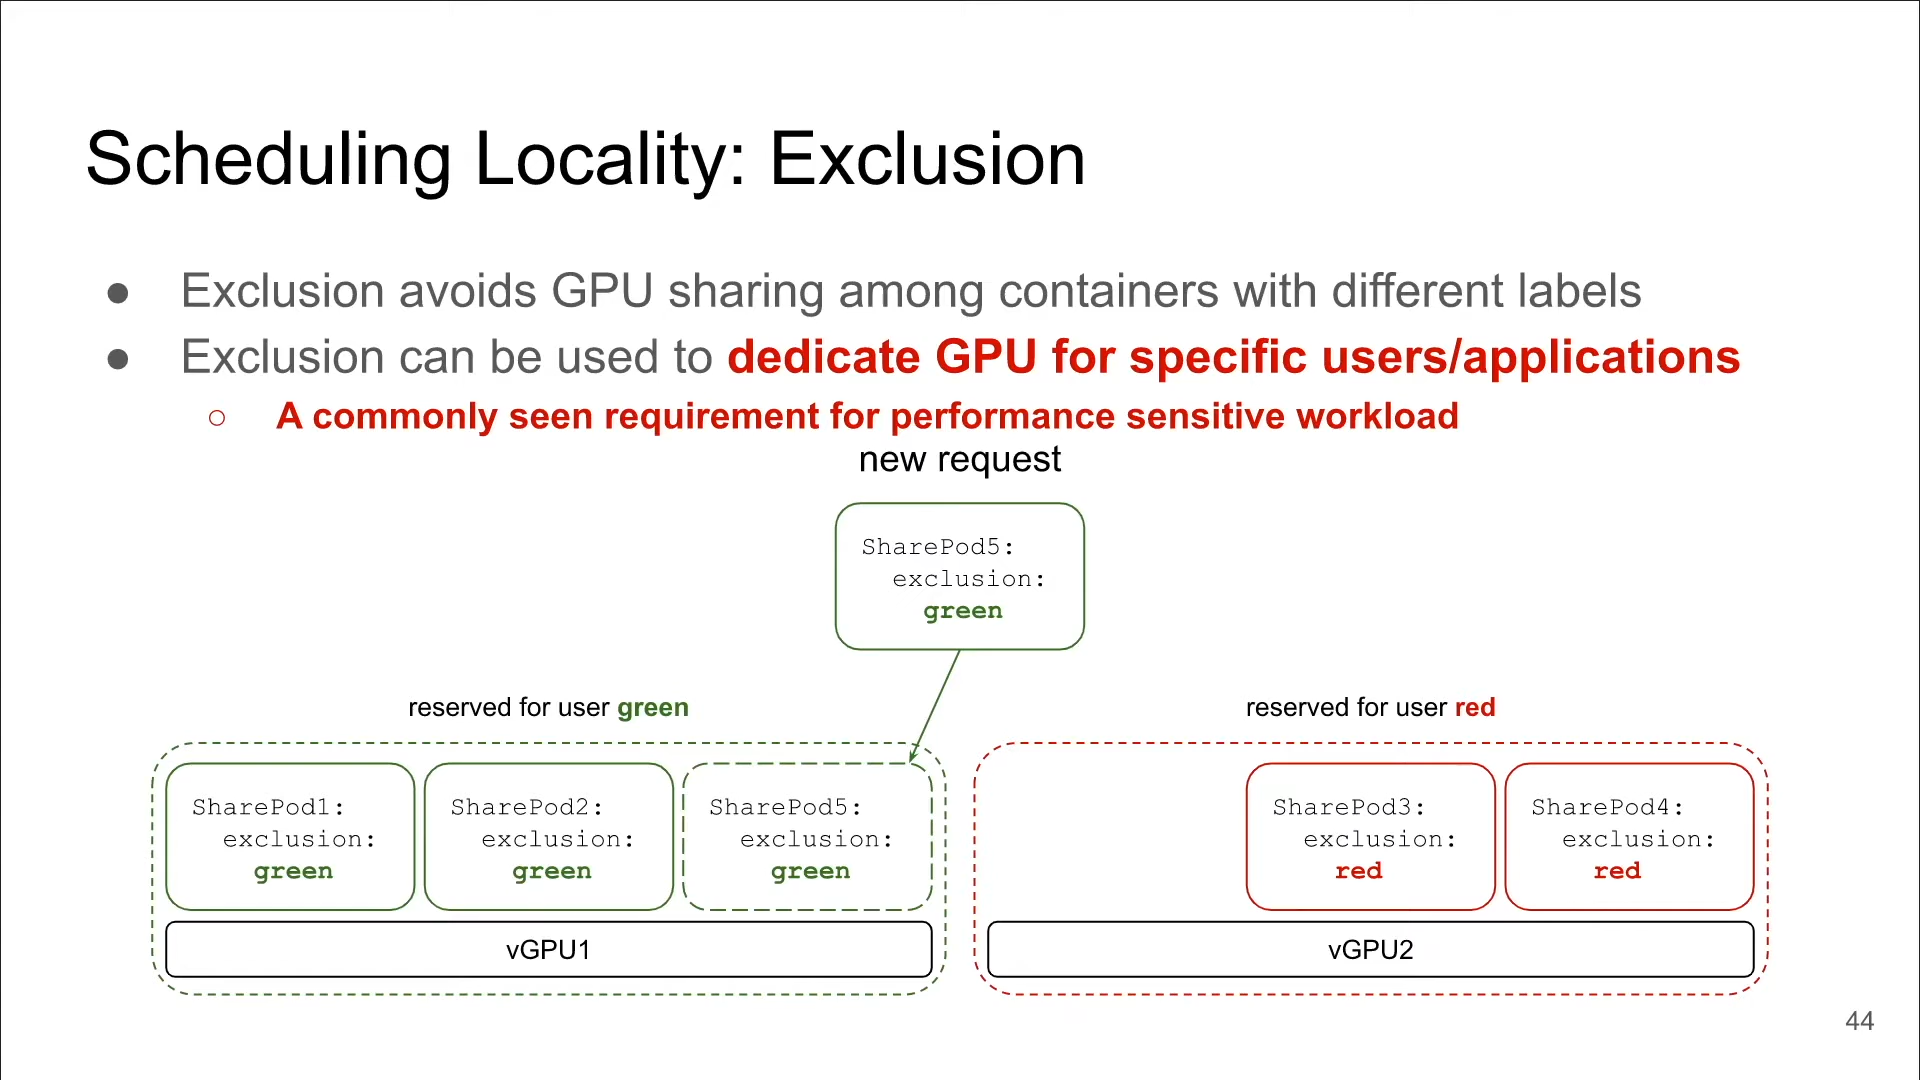 Scheduling Locality: Exclusion
● Exclusion avoids GPU sharing among containers with different labels
● Exclusion can be used to dedicate GPU for specific users/applications
○ A commonly seen requirement for performance sensitive workload
new request
SharePod5:
exclusion:
green
reserved for user green
reserved for user red
SharePod1:
exclusion:
green
SharePod2:
exclusion:
green
SharePod5:
exclusion:
green
SharePod3:
exclusion:
red
SharePod4:
exclusion:
red
vGPU1
vGPU2
44